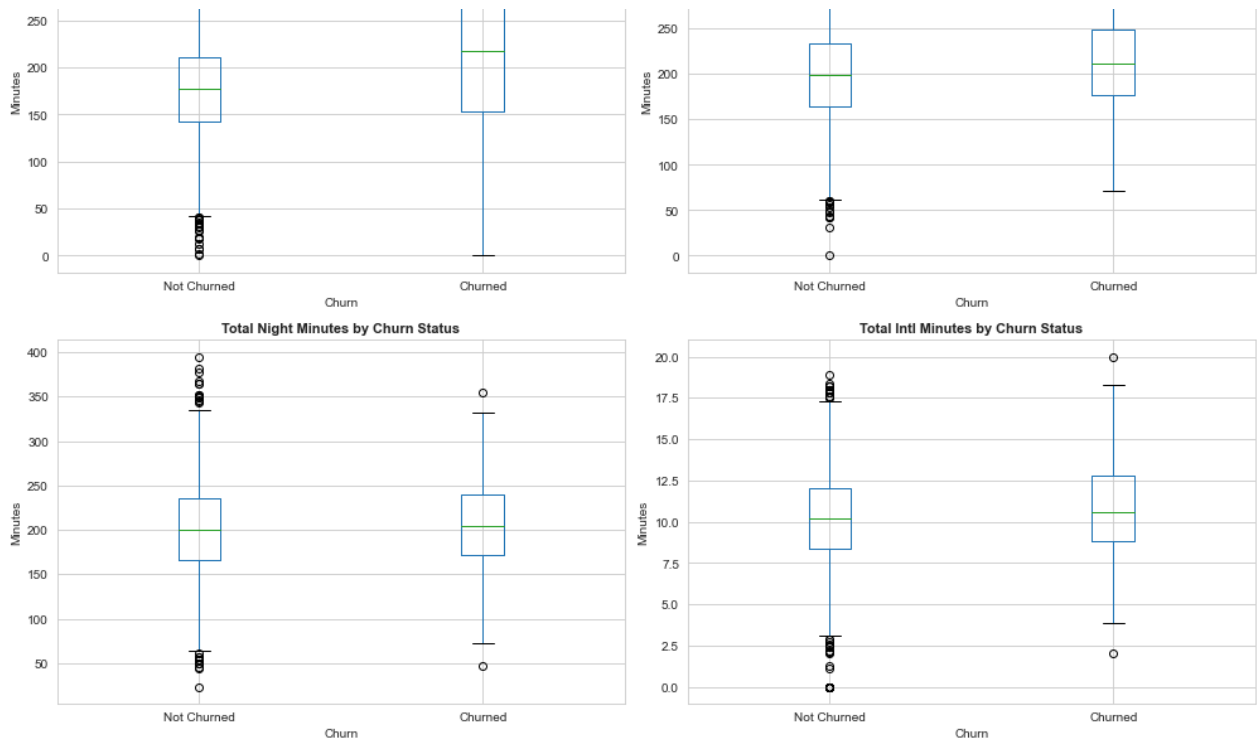 250
200
150
100
50
0
Minutes
Not Churned
Churned
Churn
250
200
150
100
50
0
Minutes
Not Churned
Churned
Churn
Total Night Minutes by Churn Status
400
350
300
250
200
150
100
50
Minutes
Not Churned
Churned
Churn
Total Intl Minutes by Churn Status
20.0
17.5
15.0
12.5
10.0
7.5
5.0
2.5
0.0
Minutes
Not Churned
Churned
Churn